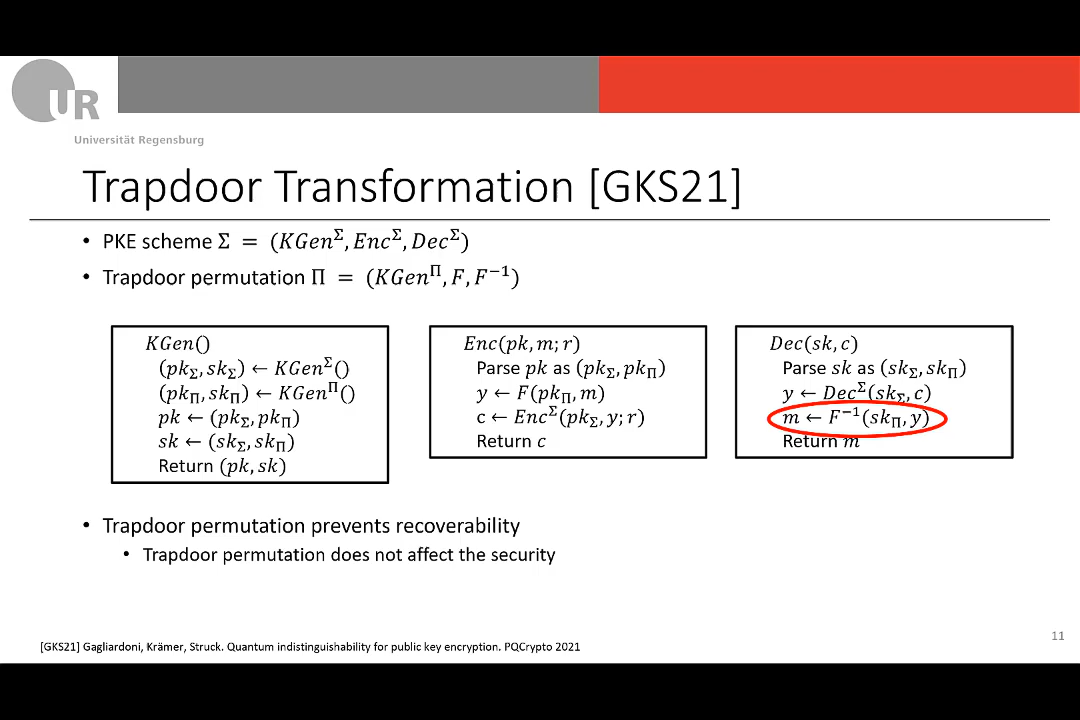 UR
Universität Regensburg
Trapdoor Transformation [GKS21]
• PKE scheme Σ = (KGen^Σ, Enc^Σ, Dec^Σ)
• Trapdoor permutation Π = (KGen^Π, F, F⁻¹)
KGen()
(pk_Σ, sk_Σ) ← KGen^Σ()
(pk_Π, sk_Π) ← KGen^Π()
pk ← (pk_Σ, pk_Π)
sk ← (sk_Σ, sk_Π)
Return (pk, sk)
Enc(pk, m; r)
Parse pk as (pk_Σ, pk_Π)
y ← F(pk_Π, m)
c ← Enc^Σ(pk_Σ, y; r)
Return c
Dec(sk, c)
Parse sk as (sk_Σ, sk_Π)
y ← Dec^Σ(sk_Σ, c)
m ← F⁻¹(sk_Π, y)
Return m
• Trapdoor permutation prevents recoverability
• Trapdoor permutation does not affect the security
11
[GKS21] Gagliardoni, Krämer, Struck. Quantum indistinguishability for public key encryption. PQCrypto 2021